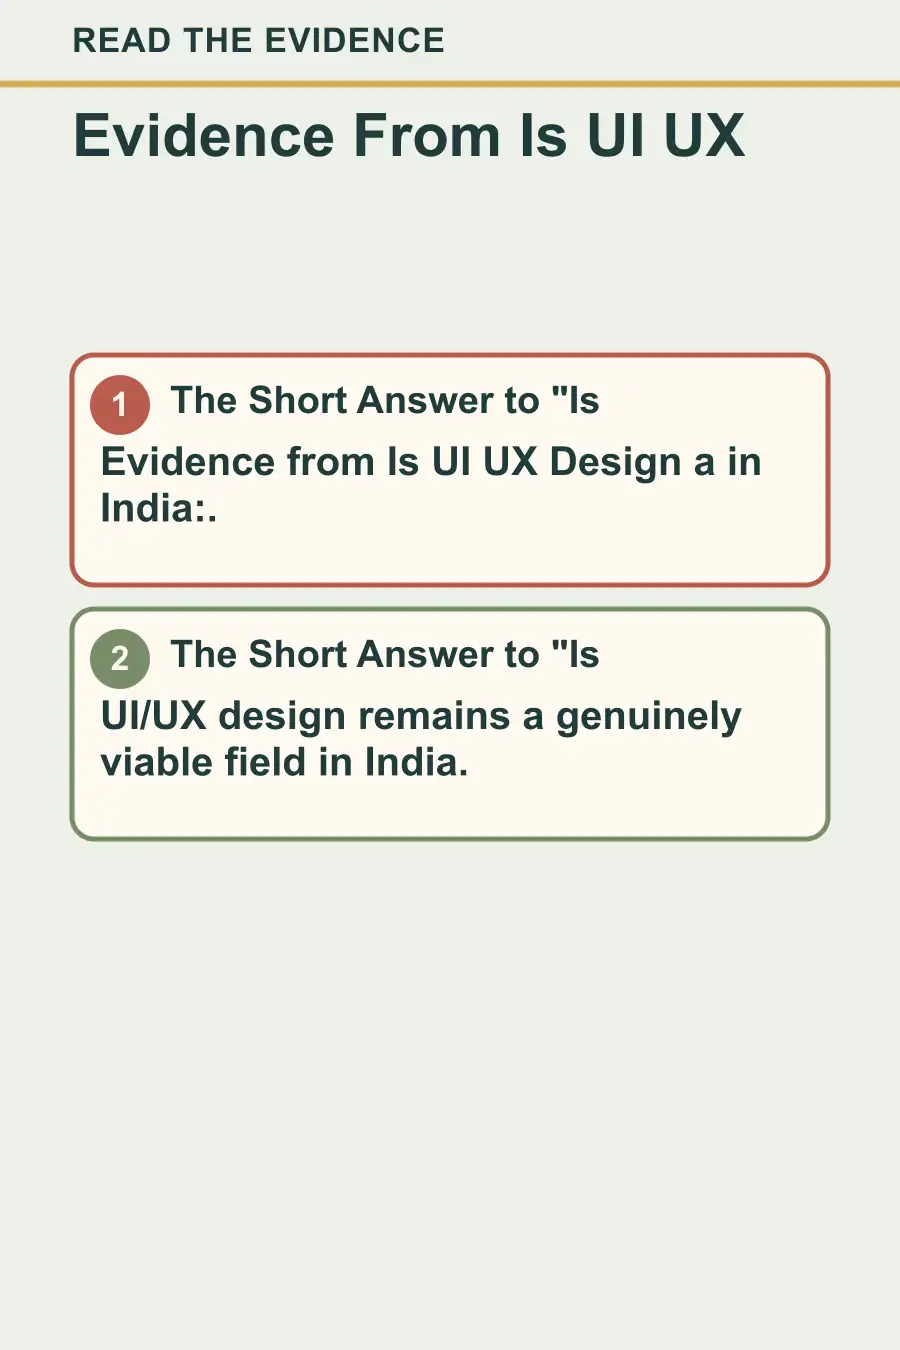 READ THE EVIDENCE
Evidence From Is UI UX
1 The Short Answer to "Is
Evidence from Is UI UX Design a in
India:.
2 The Short Answer to "Is
UI/UX design remains a genuinely
viable field in India.